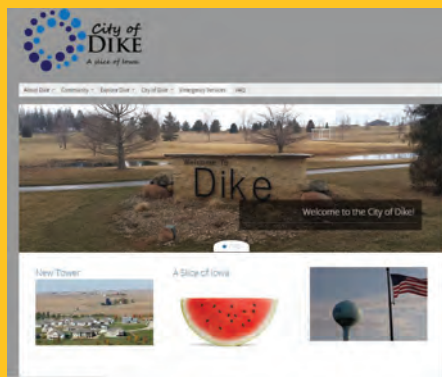 City of
DIKE
A slice of Iowa
About Dike Community Explore Dike City of Dike Emergency Services FAQ
Welcome To
Dike
Welcome to the City of Dike!
New Tower A Slice of Iowa